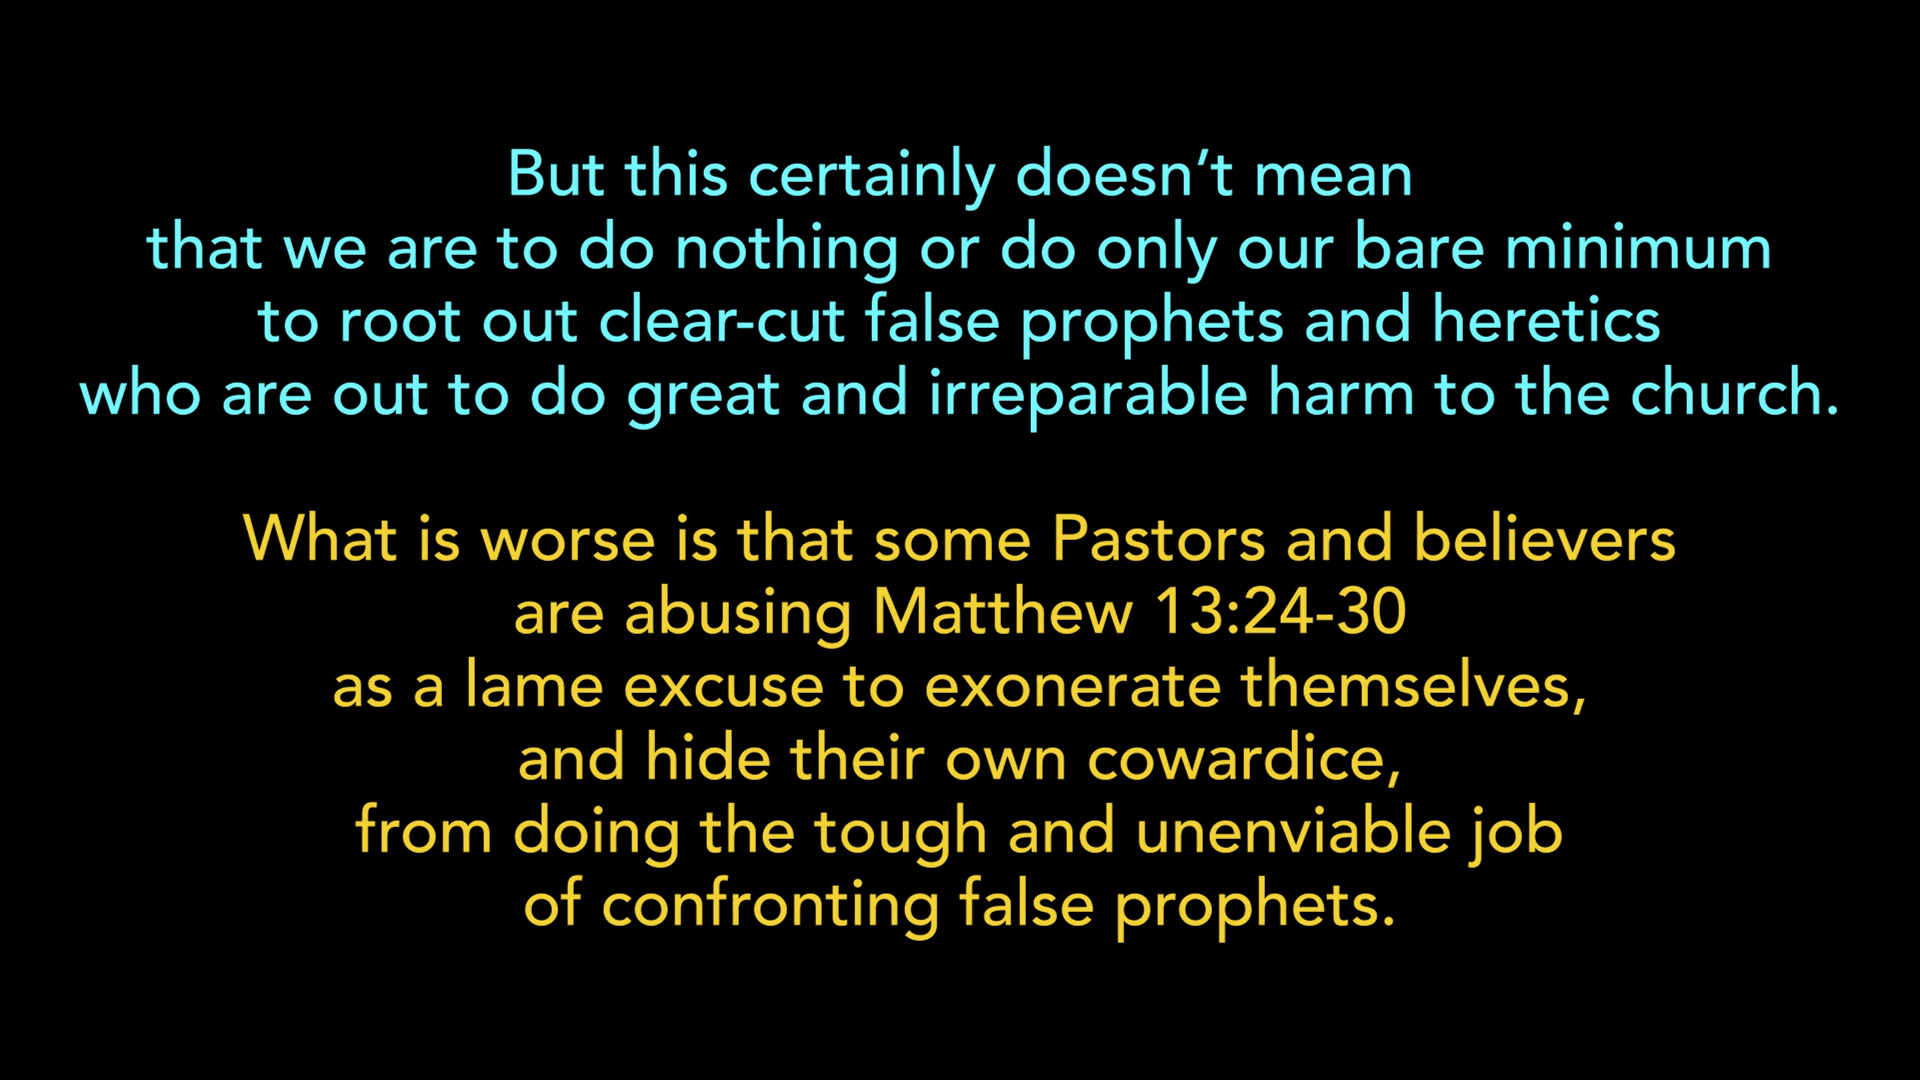 But this certainly doesn’t mean
that we are to do nothing or do only our bare minimum
to root out clear-cut false prophets and heretics
who are out to do great and irreparable harm to the church.
What is worse is that some Pastors and believers
are abusing Matthew 13:24-30
as a lame excuse to exonerate themselves,
and hide their own cowardice,
from doing the tough and unenviable job
of confronting false prophets.